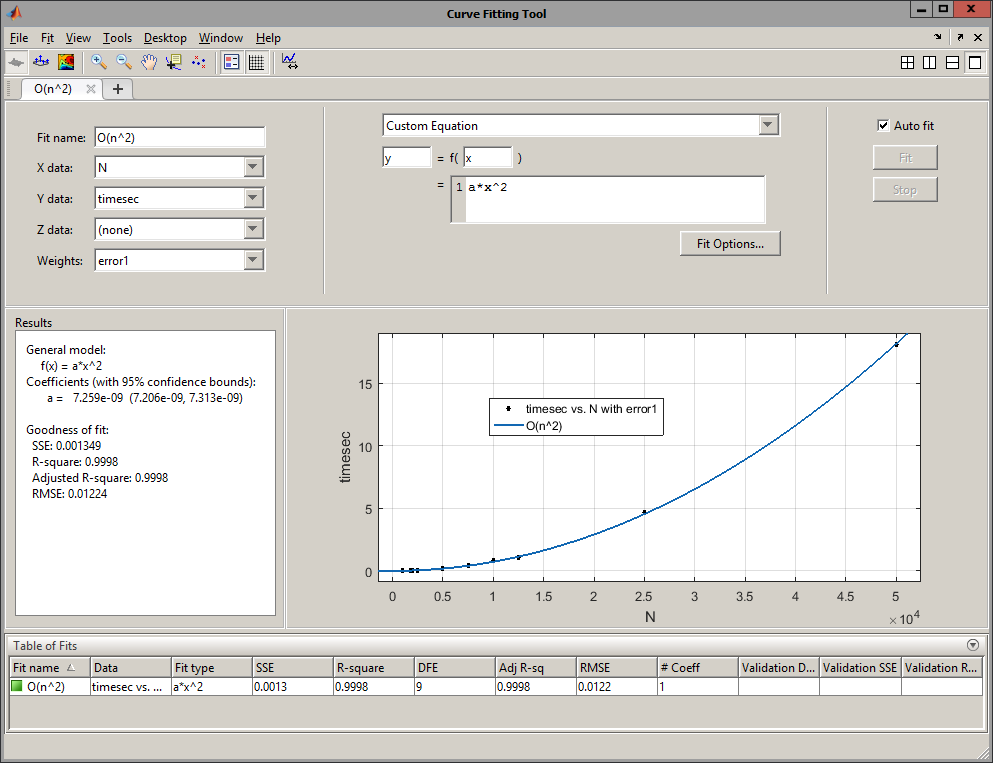 Curve Fitting Tool
File Fit View Tools Desktop Window Help
O(n^2)
Fit name: O(n^2)
X data: N
Y data: timesec
Z data: (none)
Weights: error1
Custom Equation
y = f( x )
= 1 a*x^2
Fit Options...
Auto fit
Fit
Stop
Results
General model:
f(x) = a*x^2
Coefficients (with 95% confidence bounds):
a = 7.259e-09 (7.206e-09, 7.313e-09)
Goodness of fit:
SSE: 0.001349
R-square: 0.9998
Adjusted R-square: 0.9998
RMSE: 0.01224
timesec vs. N with error1
O(n^2)
timesec
15
10
5
0
0 0.5 1 1.5 2 2.5 3 3.5 4 4.5 5
N
×10^4
Table of Fits
Fit name Data Fit type SSE R-square DFE Adj R-sq RMSE # Coeff Validation D... Validation SSE Validation R...
O(n^2) timesec vs. ... a*x^2 0.0013 0.9998 9 0.9998 0.0122 1